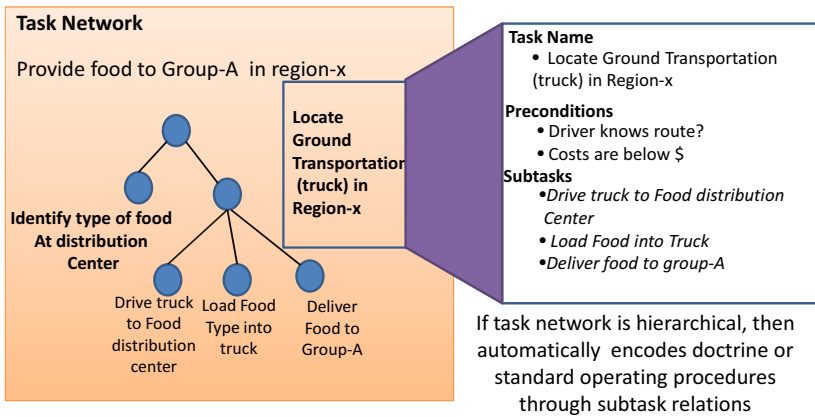 Task Network
Provide food to Group-A in region-x
Locate
Ground
Transportation
(truck) in
Region-x
Identify type of food
At distribution
Center
Drive truck
to Food
distribution
center
Load Food
Type into
truck
Deliver
Food to
Group-A
Task Name
• Locate Ground Transportation
(truck) in Region-x
Preconditions
• Driver knows route?
• Costs are below $
Subtasks
•Drive truck to Food distribution
Center
• Load Food into Truck
•Deliver food to group-A
If task network is hierarchical, then
automatically encodes doctrine or
standard operating procedures
through subtask relations